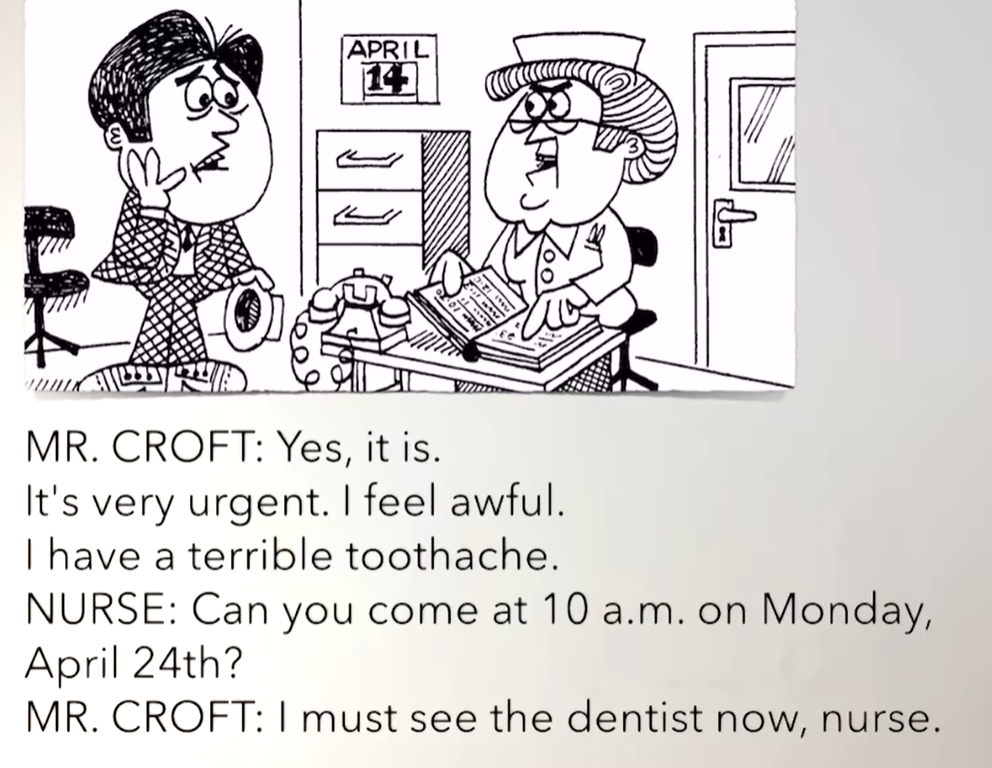 APRIL
14
MR. CROFT: Yes, it is.
It's very urgent. I feel awful.
I have a terrible toothache.
NURSE: Can you come at 10 a.m. on Monday,
April 24th?
MR. CROFT: I must see the dentist now, nurse.